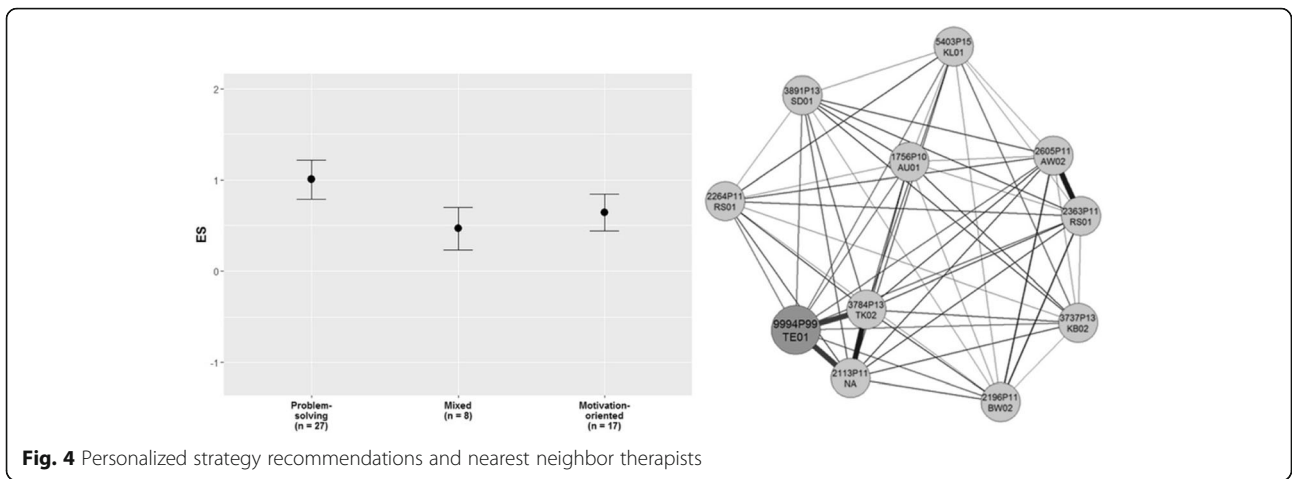 ES
2
1
0
-1
Problem-
solving
(n = 27)
Mixed
(n = 8)
Motivation-
oriented
(n = 17)
5403P15
KL01
3891P13
SD01
1756P10
AU01
2605P11
AW02
2264P11
RS01
2363P11
RS01
3784P13
TK02
9994P99
TE01
3737P13
KB02
2113P11
NA
2196P11
BW02
Fig. 4 Personalized strategy recommendations and nearest neighbor therapists